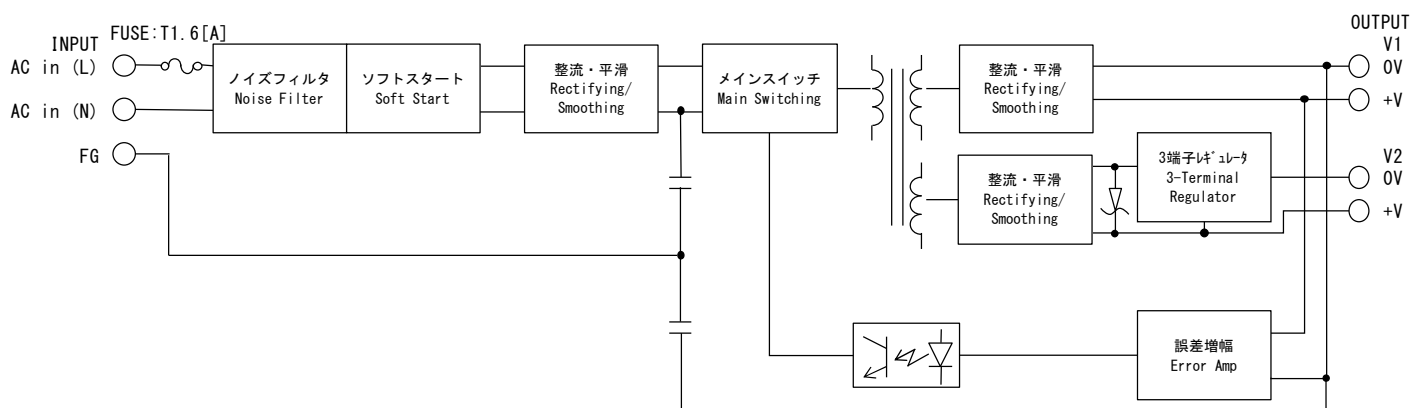 FUSE:T1.6[A]
INPUT
AC in (L)
AC in (N)
FG
ノイズフィルタ
Noise Filter
ソフトスタート
Soft Start
整流・平滑
Rectifying/
Smoothing
メインスイッチ
Main Switching
整流・平滑
Rectifying/
Smoothing
整流・平滑
Rectifying/
Smoothing
3端子ﾚｷﾞｭﾚｰﾀ
3-Terminal
Regulator
誤差増幅
Error Amp
OUTPUT
V1
0V
+V
V2
0V
+V